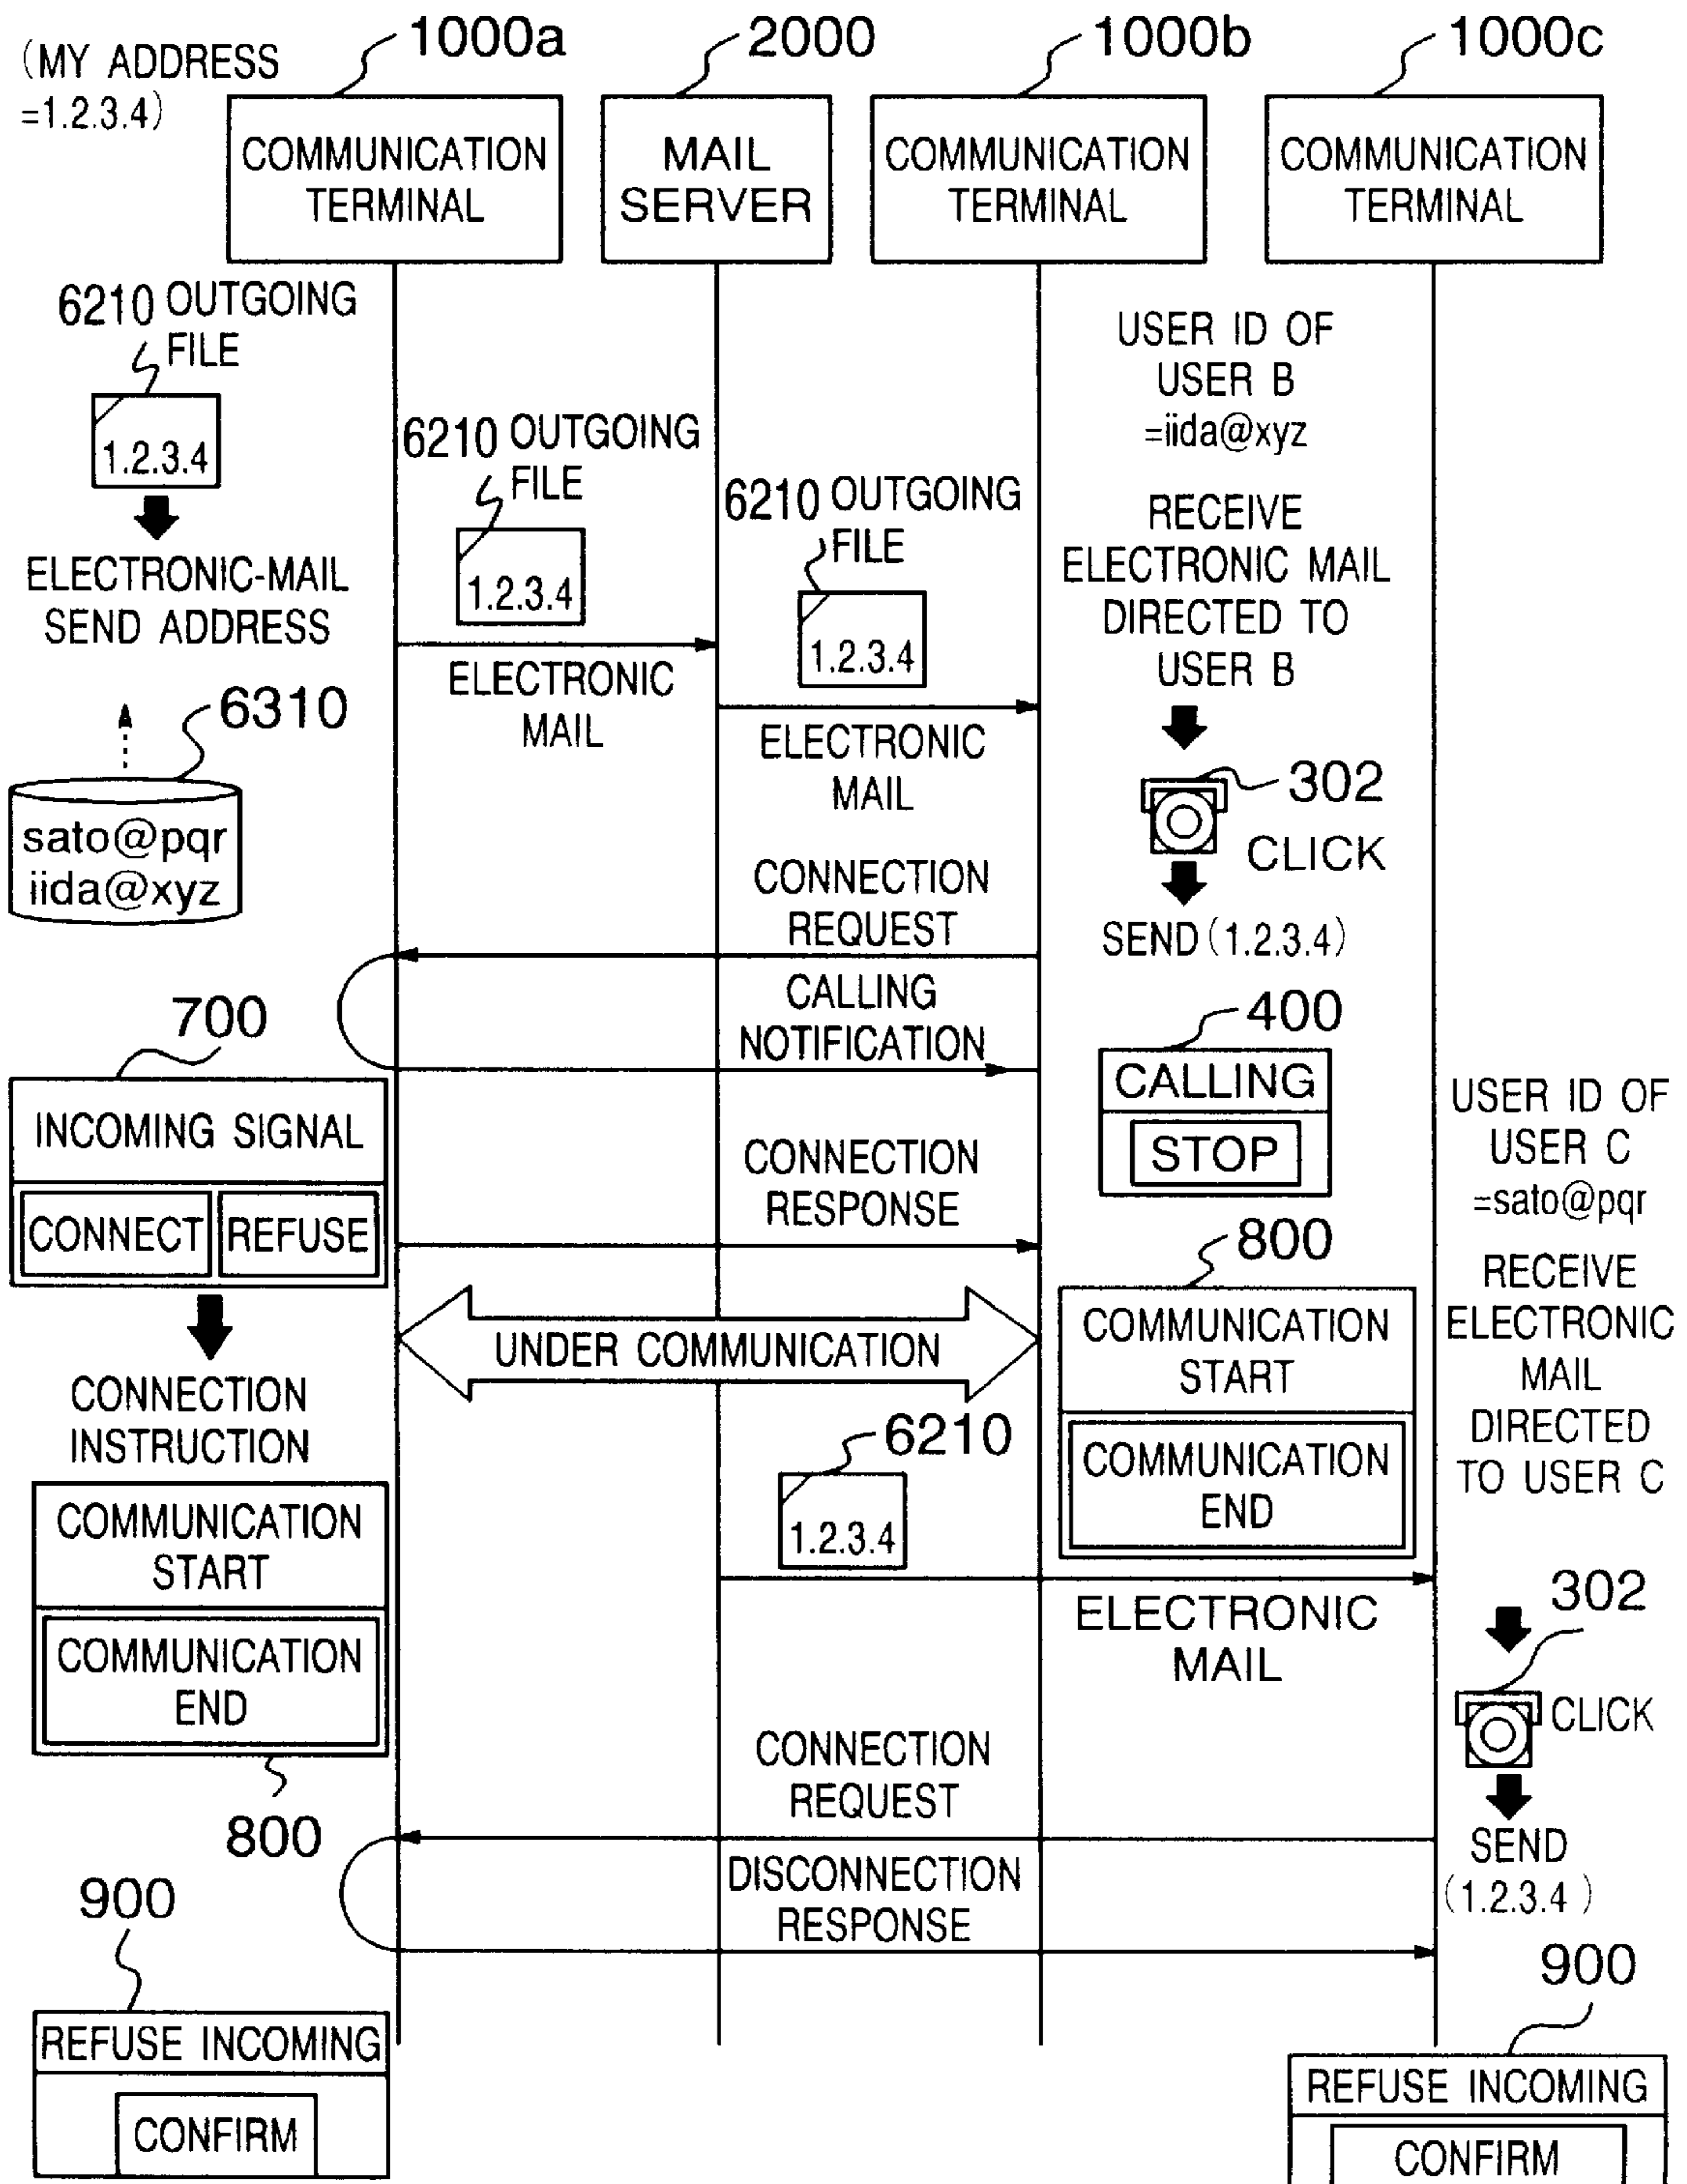 (MY ADDRESS
=1.2.3.4)
1000a
2000
1000b
1000c
COMMUNICATION
TERMINAL
MAIL
SERVER
COMMUNICATION
TERMINAL
COMMUNICATION
TERMINAL
6210 OUTGOING
FILE
1.2.3.4
ELECTRONIC-MAIL
SEND ADDRESS
6310
sato@pqr
iida@xyz
6210 OUTGOING
FILE
1.2.3.4
ELECTRONIC
MAIL
6210 OUTGOING
FILE
1.2.3.4
ELECTRONIC
MAIL
USER ID OF
USER B
=iida@xyz
RECEIVE
ELECTRONIC MAIL
DIRECTED TO
USER B
302
CLICK
SEND (1.2.3.4)
CONNECTION
REQUEST
CALLING
NOTIFICATION
400
CALLING
STOP
700
INCOMING SIGNAL
CONNECT
REFUSE
CONNECTION
RESPONSE
CONNECTION
INSTRUCTION
UNDER COMMUNICATION
800
COMMUNICATION
START
COMMUNICATION
END
COMMUNICATION
START
COMMUNICATION
END
800
USER ID OF
USER C
=sato@pqr
RECEIVE
ELECTRONIC
MAIL
DIRECTED
TO USER C
6210
1.2.3.4
ELECTRONIC
MAIL
302
CLICK
SEND
(1.2.3.4)
CONNECTION
REQUEST
DISCONNECTION
RESPONSE
900
REFUSE INCOMING
CONFIRM
900
REFUSE INCOMING
CONFIRM